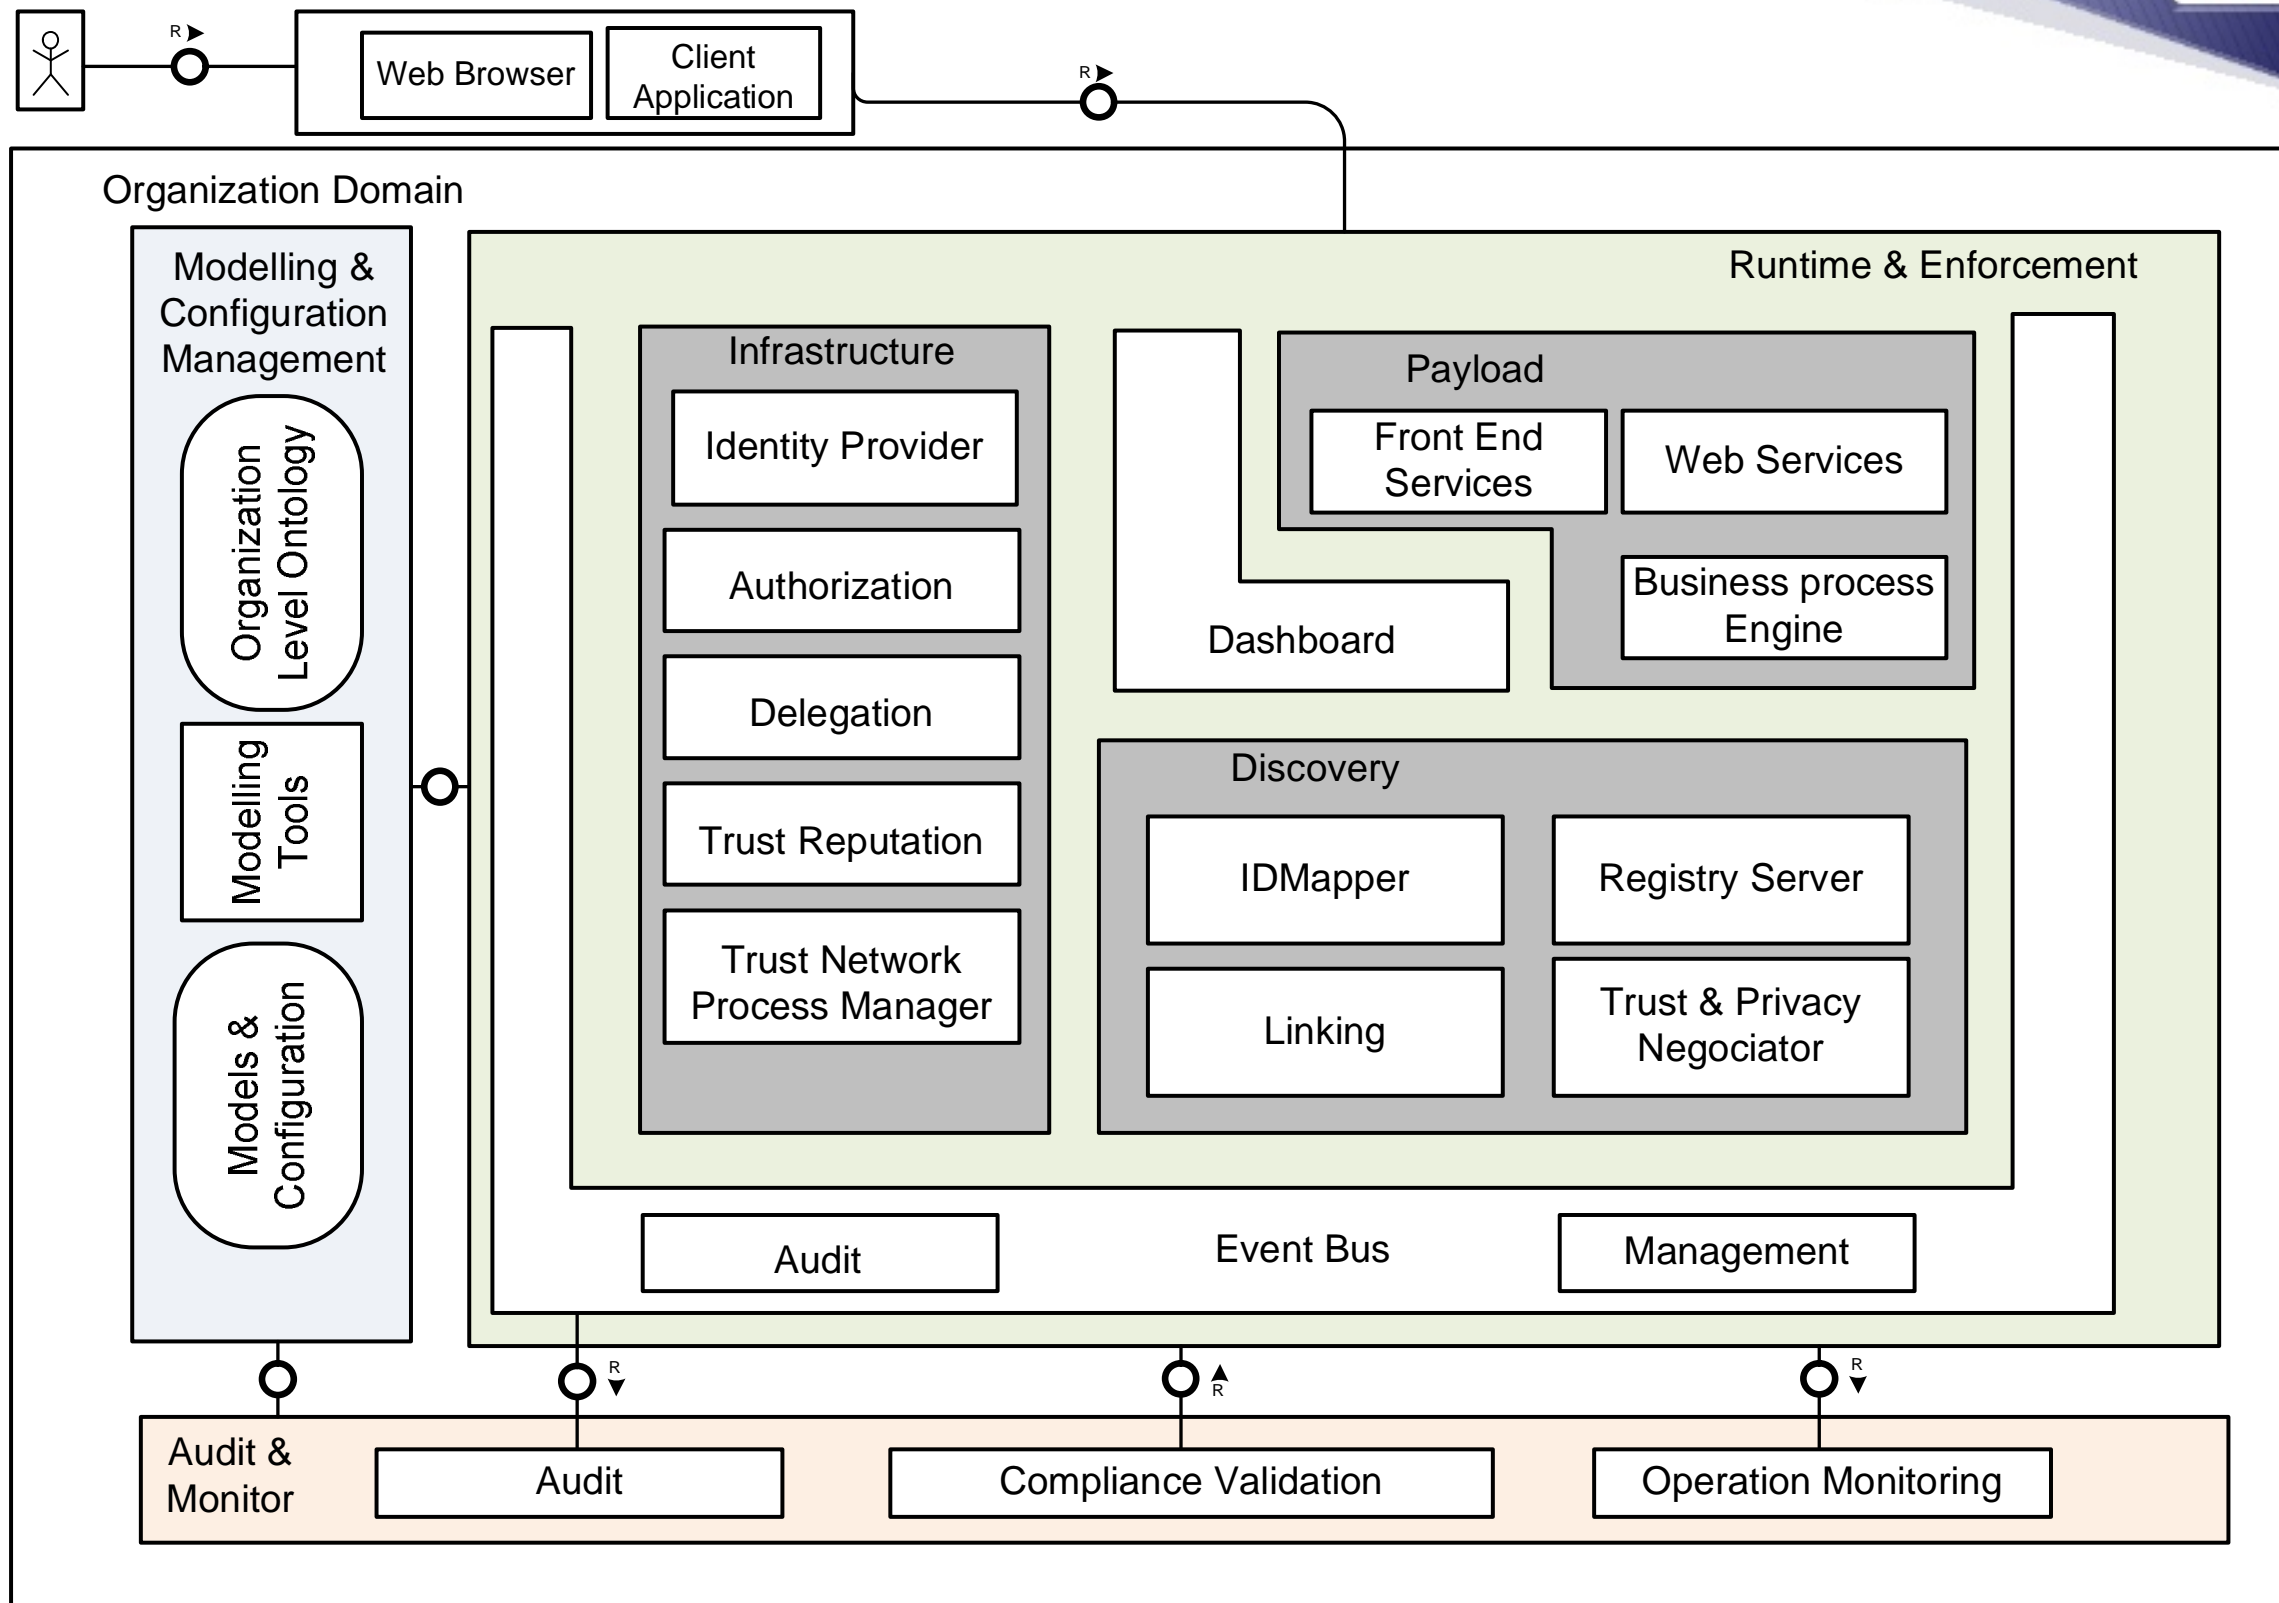 R
Web Browser
Client
Application
R
Organization Domain
Modelling &
Configuration
Management
Organization
Level Ontology
Modelling
Tools
Models &
Configuration
Runtime & Enforcement
Infrastructure
Identity Provider
Authorization
Delegation
Trust Reputation
Trust Network
Process Manager
Dashboard
Payload
Front End
Services
Web Services
Business process
Engine
Discovery
IDMapper
Registry Server
Linking
Trust & Privacy
Negociator
Audit
Event Bus
Management
R
R
R
Audit &
Monitor
Audit
Compliance Validation
Operation Monitoring